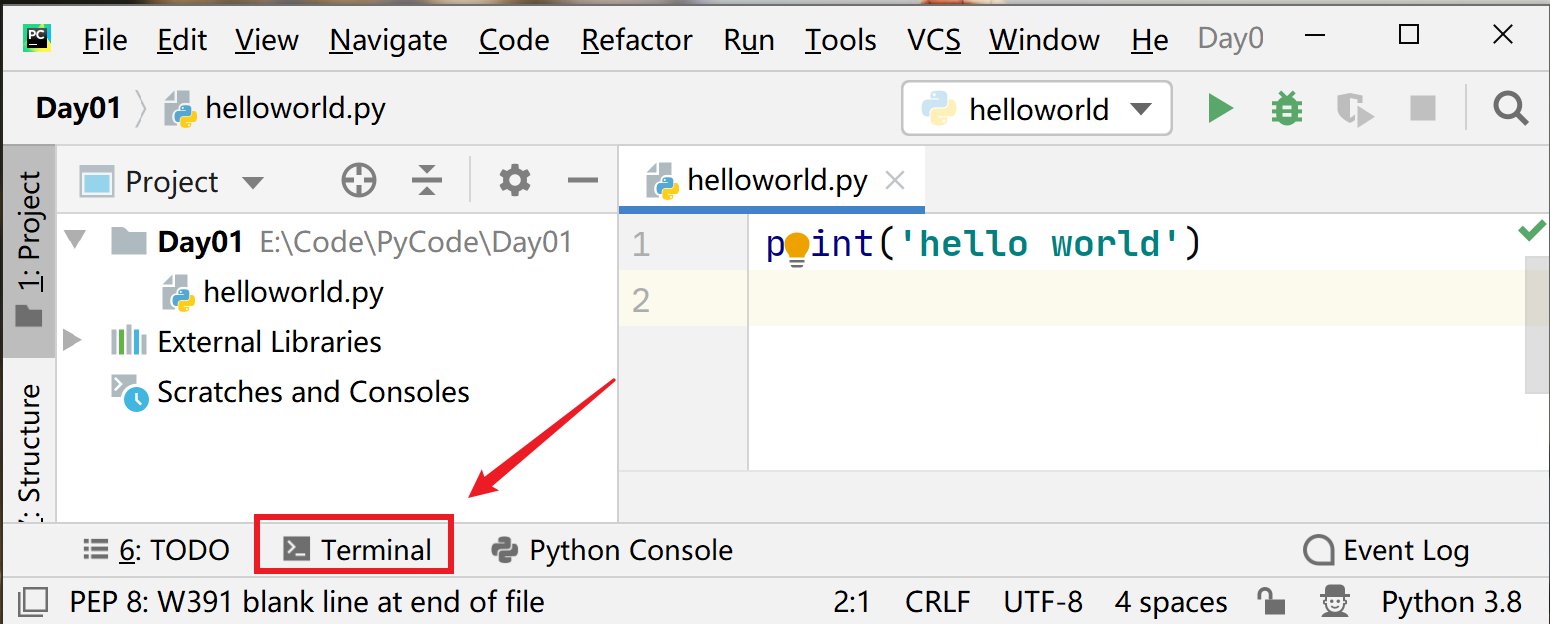 PC File Edit View Navigate Code Refactor Run Tools VCS Window He Day0
Day01 helloworld.py helloworld
1: Project
Project
helloworld.py
Day01 E:\Code\PyCode\Day01
helloworld.py
External Libraries
Scratches and Consoles
1 print('hello world')
2
Structure
6: TODO Terminal Python Console Event Log
PEP 8: W391 blank line at end of file 2:1 CRLF UTF-8 4 spaces Python 3.8